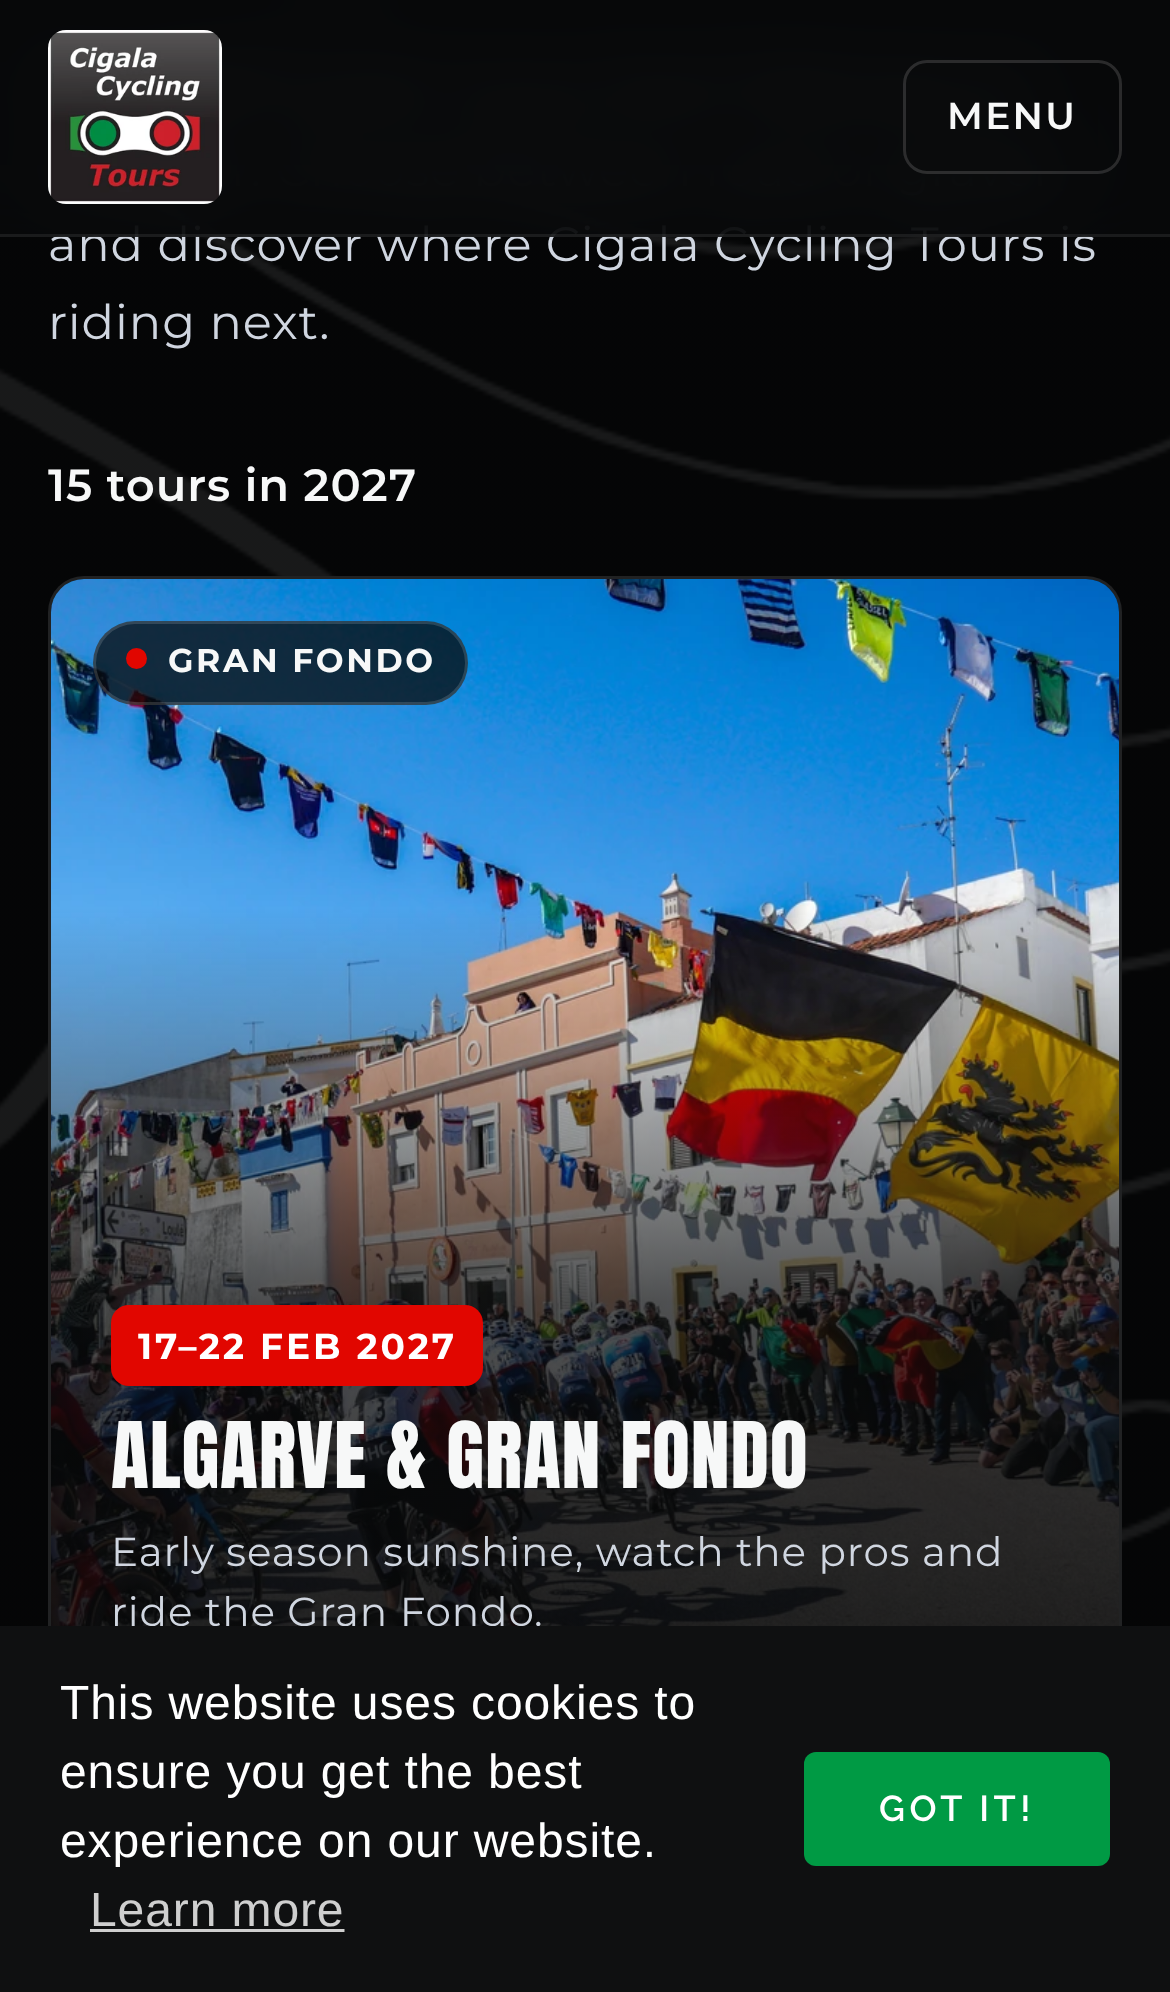 Cigala
Cycling
Tours
MENU
and discover where Cigala Cycling Tours is
riding next.
15 tours in 2027
GRAN FONDO
Loulé
17–22 FEB 2027
ALGARVE & GRAN FONDO
Early season sunshine, watch the pros and
ride the Gran Fondo.
This website uses cookies to
ensure you get the best
experience on our website.
Learn more
GOT IT!